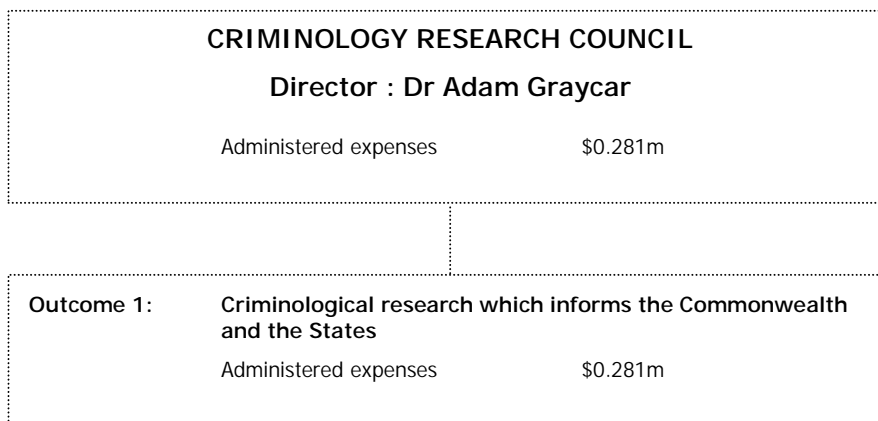 CRIMINOLOGY RESEARCH COUNCIL
Director : Dr Adam Graycar
Administered expenses $0.281m
Outcome 1: Criminological research which informs the Commonwealth
and the States
Administered expenses $0.281m